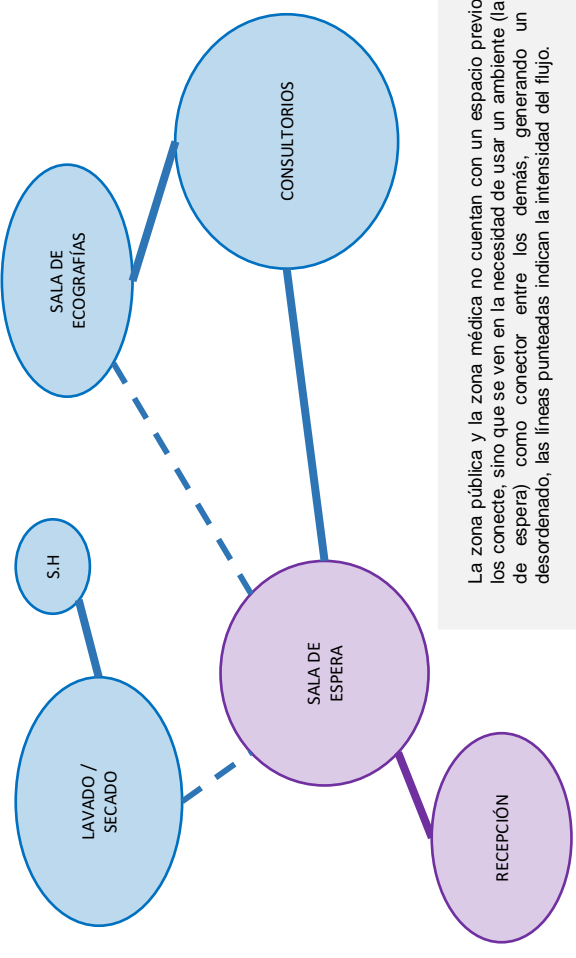 SALA DE
ECOGRAFÍAS
CONSULTORIOS
S.H
LAVADO /
SECADO
SALA DE
ESPERA
RECEPCIÓN
La zona pública y la zona médica no cuentan con un espacio previo
los conecte, sino que se ven en la necesidad de usar un ambiente (la
de espera) como conector entre los demás, generando un
desordenado, las líneas punteadas indican la intensidad del flujo.